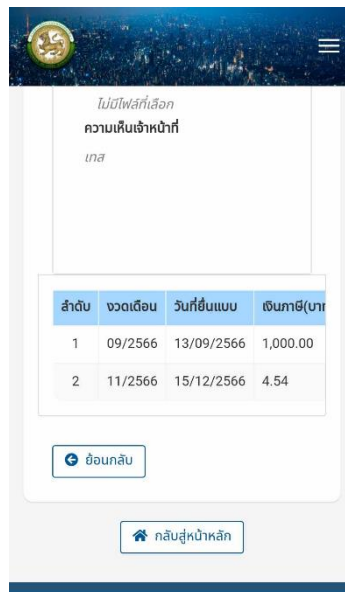 ไม่มีไฟล์ที่เลือก
ความเห็นเจ้าหน้าที่
เทส
ลำดับ งวดเดือน วันที่ยื่นแบบ เงินภาษี(บาท
1 09/2566 13/09/2566 1,000.00
2 11/2566 15/12/2566 4.54
ย้อนกลับ
กลับสู่หน้าหลัก